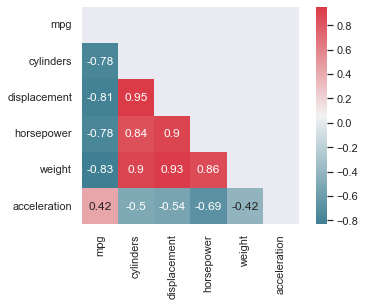 mpg
cylinders -0.78
displacement -0.81 0.95
horsepower -0.78 0.84 0.9
weight -0.83 0.9 0.93 0.86
acceleration 0.42 -0.5 -0.54 -0.69 -0.42
mpg cylinders displacement horsepower weight acceleration
0.8
0.6
0.4
0.2
0.0
-0.2
-0.4
-0.6
-0.8